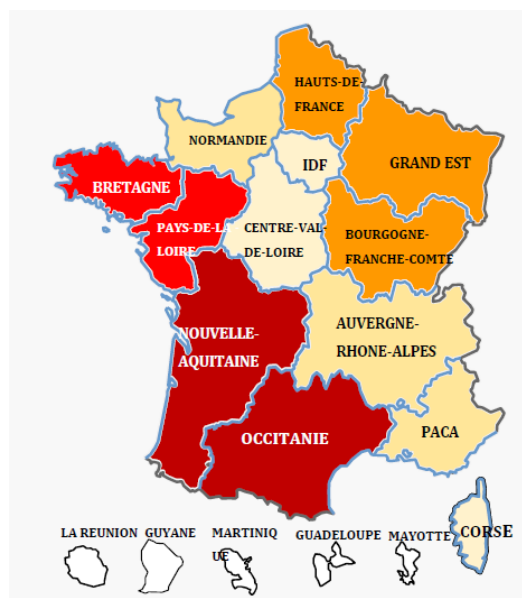 HAUTS-DE-
FRANCE
NORMANDIE
IDF
GRAND EST
BRETAGNE
PAYS-DE-LA
LOIRE
CENTRE-VAL-
DE-LOIRE
BOURGOGNE-
FRANCHE-COMTE
NOUVELLE-
AQUITAINE
AUVERGNE-
RHONE-ALPES
OCCITANIE
PACA
CORSE
LA REUNION
GUYANE
MARTINIQ
UE
GUADELOUPE
MAYOTTE